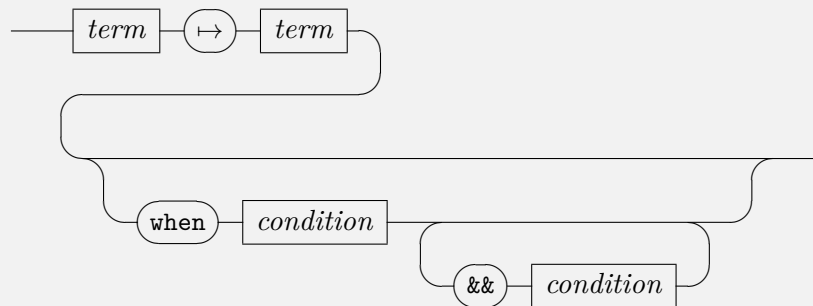 term ↦ term
when condition
&& condition